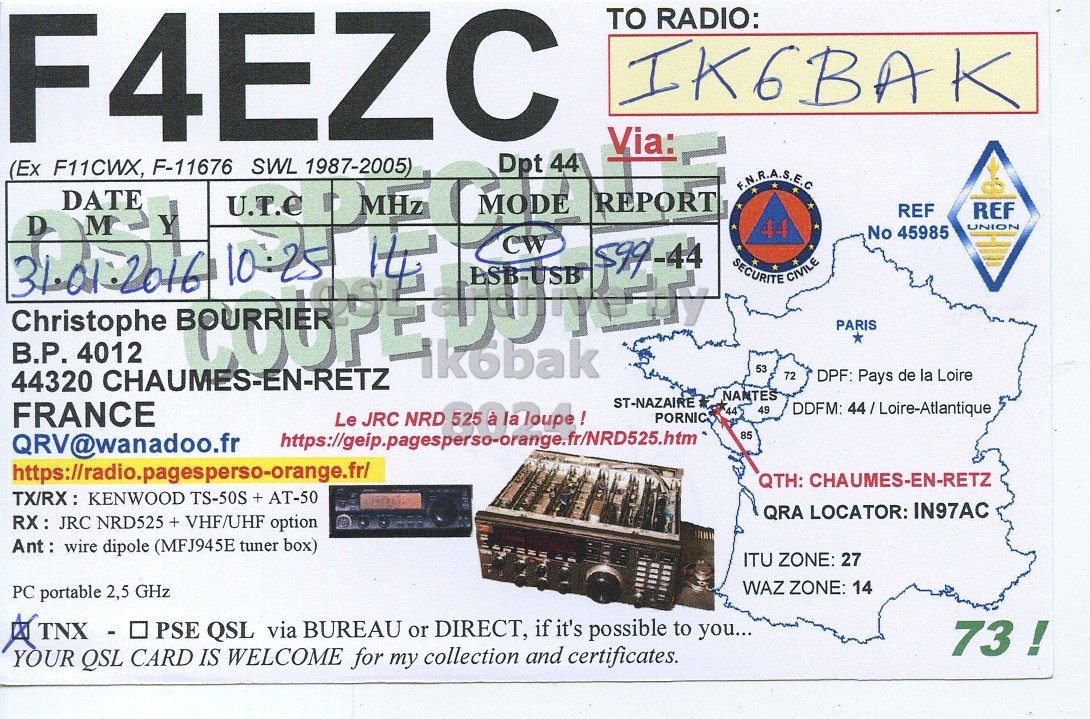 F4EZC
(Ex F11CWX, F-11676 SWL 1987-2005)
Dpt 44
TO RADIO:
IK6BAK
Via:
QSL SPECIALE
COUPE DU REF
DATE
D M Y
U.T.C
MHz
MODE
REPORT
31.01.2016
10:25
14
CW
LSB-USB
599-44
QSL archive by
ik6bak
8024
Christophe BOURRIER
B.P. 4012
44320 CHAUMES-EN-RETZ
FRANCE
QRV@wanadoo.fr
https://radio.pagesperso-orange.fr/
TX/RX : KENWOOD TS-50S + AT-50
RX : JRC NRD525 + VHF/UHF option
Ant : wire dipole (MFJ945E tuner box)
PC portable 2,5 GHz
Le JRC NRD 525 à la loupe !
https://geip.pagesperso-orange.fr/NRD525.htm
F.N.R.A.S.E.C
44
SECURITE CIVILE
REF
No 45985
REF
UNION
PARIS
53
72
DPF: Pays de la Loire
ST-NAZAIRE
NANTES
PORNIC
44
49
DDFM: 44 / Loire-Atlantique
85
QTH: CHAUMES-EN-RETZ
QRA LOCATOR: IN97AC
ITU ZONE: 27
WAZ ZONE: 14
TNX - PSE QSL via BUREAU or DIRECT, if it's possible to you...
YOUR QSL CARD IS WELCOME for my collection and certificates.
73 !